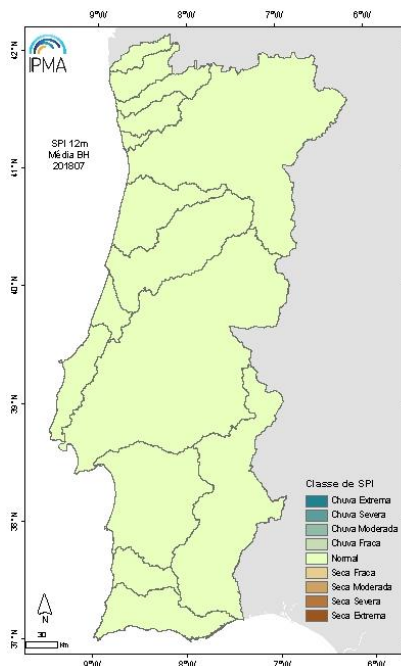 9°W 8°W 7°W 6°W
42°N
IPMA
SPI 12m
Média BH
201807
41°N
40°N
39°N
38°N
37°N
Classe de SPI
Chuva Extrema
Chuva Severa
Chuva Moderada
Chuva Fraca
Normal
Seca Fraca
Seca Moderada
Seca Severa
Seca Extrema
N
30
Km
9°W 8°W 7°W 6°W